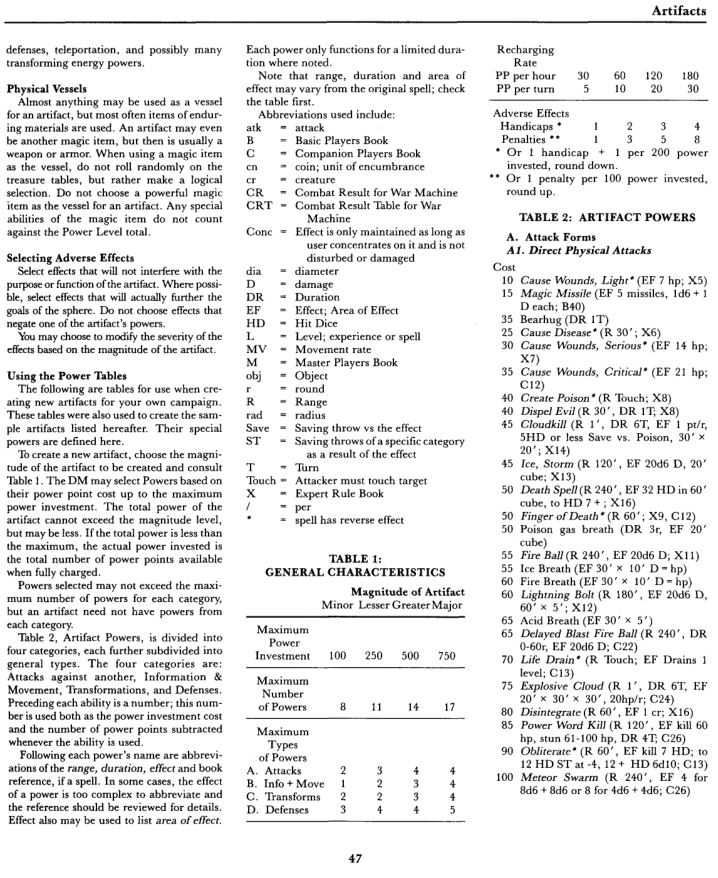 Artifacts
defenses, teleportation, and possibly many
transforming energy powers.
Physical Vessels
Almost anything may be used as a vessel
for an artifact, but most often items of endur-
ing materials are used. An artifact may even
be another magic item, but then is usually a
weapon or armor. When using a magic item
as the vessel, do not roll randomly on the
treasure tables, but rather make a logical
selection. Do not choose a powerful magic
item as the vessel for an artifact. Any special
abilities of the magic item do not count
against the Power Level total.
Selecting Adverse Effects
Select effects that will not interfere with the
purpose or function of the artifact. Where possi-
ble, select effects that will actually further the
goals of the sphere. Do not choose effects that
negate one of the artifact's powers.
You may choose to modify the severity of the
effects based on the magnitude of the artifact.
Using the Power Tables
The following are tables for use when cre-
ating new artifacts for your own campaign.
These tables were also used to create the sam-
ple artifacts listed hereafter. Their special
powers are defined here.
To create a new artifact, choose the magni-
tude of the artifact to be created and consult
Table 1. The DM may select Powers based on
their power point cost up to the maximum
power investment. The total power of the
artifact cannot exceed the magnitude level,
but may be less. If the total power is less than
the maximum, the actual power invested is
the total number of power points available
when fully charged.
Powers selected may not exceed the maxi-
mum number of powers for each category,
but an artifact need not have powers from
each category.
Table 2, Artifact Powers, is divided into
four categories, each further subdivided into
general types. The four categories are:
Attacks against another, Information &
Movement, Transformations, and Defenses.
Preceding each ability is a number; this num-
ber is used both as the power investment cost
and the number of power points subtracted
whenever the ability is used.
Following each power's name are abbrevi-
ations of the range, duration, effect and book
reference, if a spell. In some cases, the effect
of a power is too complex to abbreviate and
the reference should be reviewed for details.
Effect also may be used to list area of effect.
Each power only functions for a limited dura-
tion where noted.
Note that range, duration and area of
effect may vary from the original spell; check
the table first.
Abbreviations used include:
atk = attack
B = Basic Players Book
C = Companion Players Book
cn = coin; unit of encumbrance
cr = creature
CR = Combat Result for War Machine
CRT = Combat Result Table for War
Machine
Conc = Effect is only maintained as long as
user concentrates on it and is not
disturbed or damaged
dia = diameter
D = damage
DR = Duration
EF = Effect; Area of Effect
HD = Hit Dice
L = Level; experience or spell
MV = Movement rate
M = Master Players Book
obj = Object
r = round
R = Range
rad = radius
Save = Saving throw vs the effect
ST = Saving throws of a specific category
as a result of the effect
T = Turn
Touch = Attacker must touch target
X = Expert Rule Book
/ = per
* = spell has reverse effect
TABLE 1:
GENERAL CHARACTERISTICS
Magnitude of Artifact
Minor Lesser Greater Major
Maximum
Power
Investment 100 250 500 750
Maximum
Number
of Powers 8 11 14 17
Maximum
Types
of Powers
A. Attacks 2 3 4 4
B. Info + Move 1 2 3 4
C. Transforms 2 2 3 4
D. Defenses 3 4 4 5
Recharging
Rate
PP per hour 30 60 120 180
PP per turn 5 10 20 30
Adverse Effects
Handicaps * 1 2 3 4
Penalties ** 1 3 5 8
* Or 1 handicap + 1 per 200 power
invested, round down.
** Or 1 penalty per 100 power invested,
round up.
TABLE 2: ARTIFACT POWERS
A. Attack Forms
A1. Direct Physical Attacks
Cost
10 Cause Wounds, Light* (EF 7 hp; X5)
15 Magic Missile (EF 5 missiles, 1d6 + 1
D each; B40)
35 Bearhug (DR 1T)
25 Cause Disease* (R 30'; X6)
30 Cause Wounds, Serious* (EF 14 hp;
X7)
35 Cause Wounds, Critical* (EF 21 hp;
C12)
40 Create Poison* (R Touch; X8)
40 Dispel Evil (R 30', DR 1T; X8)
45 Cloudkill (R 1', DR 6T, EF 1 pt/r,
5HD or less Save vs. Poison, 30' ×
20'; X14)
45 Ice, Storm (R 120', EF 20d6 D, 20'
cube; X13)
50 Death Spell (R 240', EF 32 HD in 60'
cube, to HD 7 + ; X16)
50 Finger of Death* (R 60'; X9, C12)
50 Poison gas breath (DR 3r, EF 20'
cube)
55 Fire Ball (R 240', EF 20d6 D; X11)
55 Ice Breath (EF 30' × 10' D = hp)
60 Fire Breath (EF 30' × 10' D = hp)
60 Lightning Bolt (R 180', EF 20d6 D,
60' × 5'; X12)
65 Acid Breath (EF 30' × 5')
65 Delayed Blast Fire Ball (R 240', DR
0-60r, EF 20d6 D; C22)
70 Life Drain* (R Touch; EF Drains 1
level; C13)
75 Explosive Cloud (R 1', DR 6T, EF
20' × 30' × 30', 20hp/r; C24)
80 Disintegrate (R 60', EF 1 cr; X16)
85 Power Word Kill (R 120', EF kill 60
hp, stun 61-100 hp, DR 4T; C26)
90 Obliterate* (R 60', EF kill 7 HD; to
12 HD ST at -4, 12 + HD 6d10; C13)
100 Meteor Swarm (R 240', EF 4 for
8d6 + 8d6 or 8 for 4d6 + 4d6; C26)
47